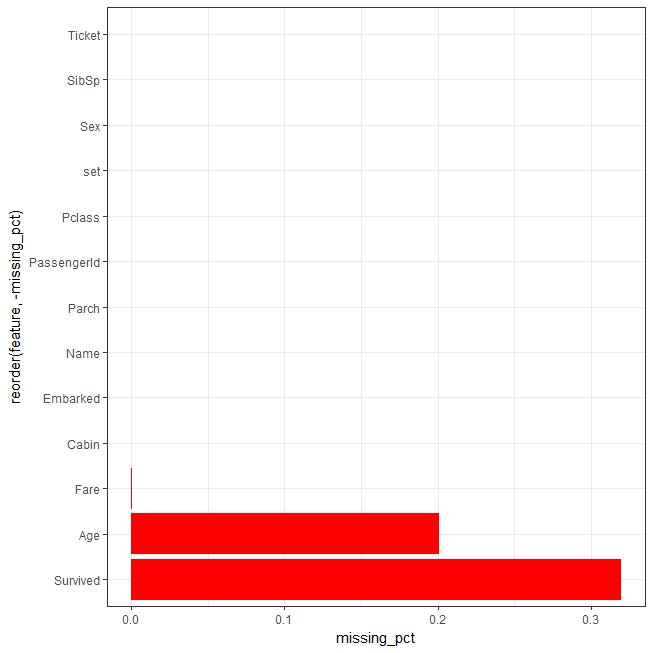 Ticket
SibSp
Sex
set
Pclass
PassengerId
Parch
Name
Embarked
Cabin
Fare
Age
Survived
reorder(feature, -missing_pct)
0.0 0.1 0.2 0.3
missing_pct